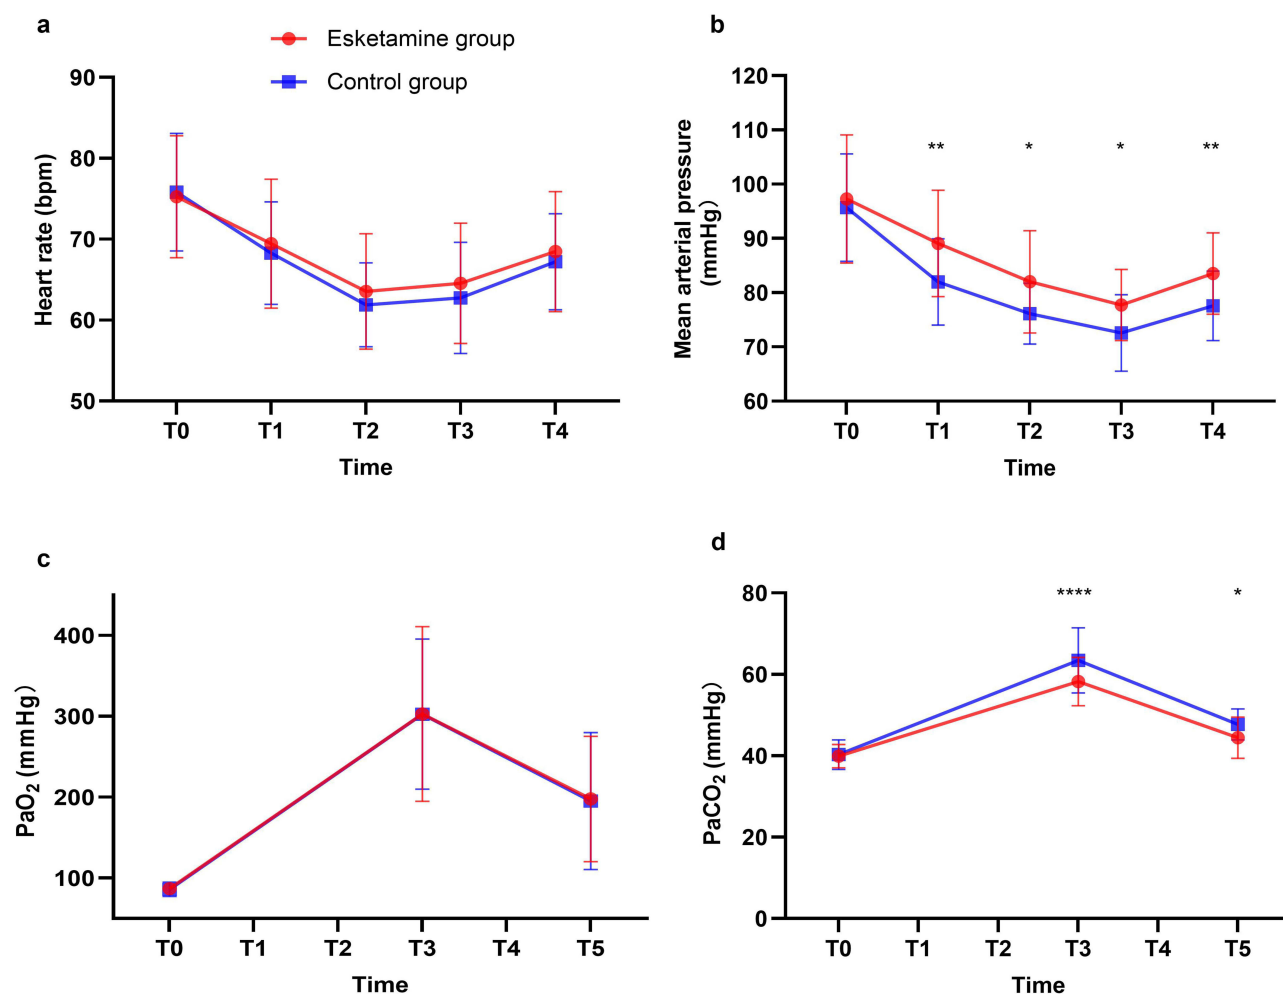 a
Esketamine group
Control group
90
80
70
60
50
Heart rate (bpm)
T0 T1 T2 T3 T4
Time
b
120
110
100
90
80
70
60
Mean arterial pressure
(mmHg)
** * * **
T0 T1 T2 T3 T4
Time
c
400
300
200
100
PaO₂ (mmHg)
T0 T1 T2 T3 T4 T5
Time
d
80
60
40
20
0
PaCO₂ (mmHg)
**** *
T0 T1 T2 T3 T4 T5
Time